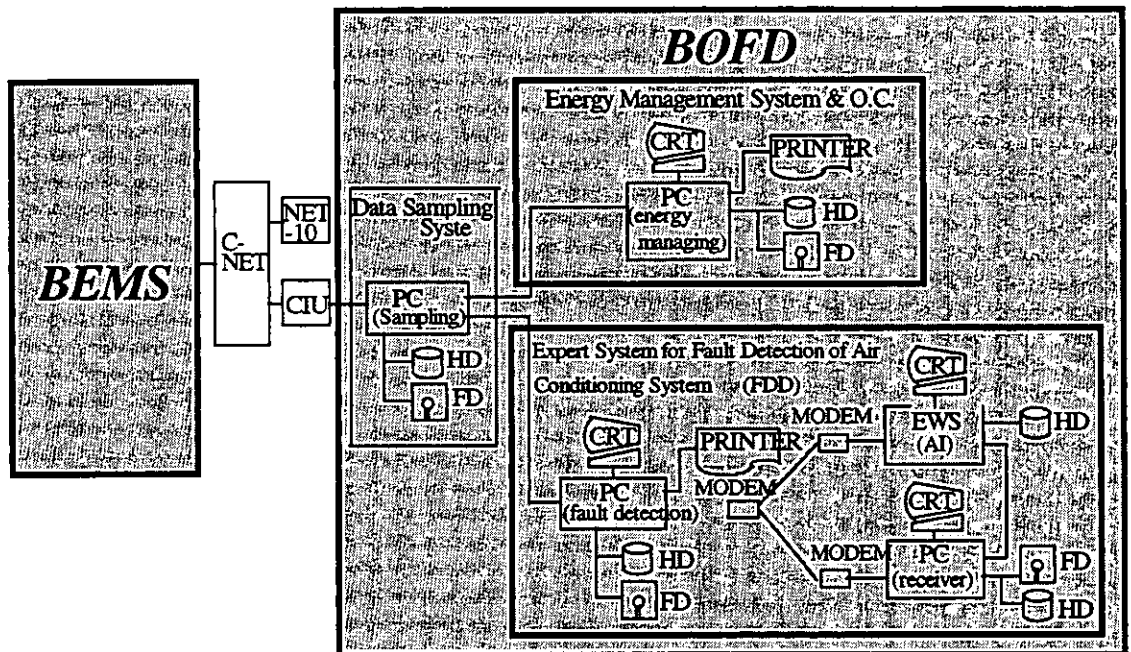 BOFD
Energy Management System & O.C.
CRT
PRINTER
PC
(energy
managing)
HD
FD
BEMS
C-
NET
NET
-10
CIU
Data Sampling
Syste
PC
(Sampling)
HD
FD
Expert System for Fault Detection of Air
Conditioning System (FDD)
CRT
PRINTER
PC
(fault detection)
HD
FD
MODEM
MODEM
MODEM
CRT
EWS
(AI)
HD
CRT
PC
(receiver)
FD
HD